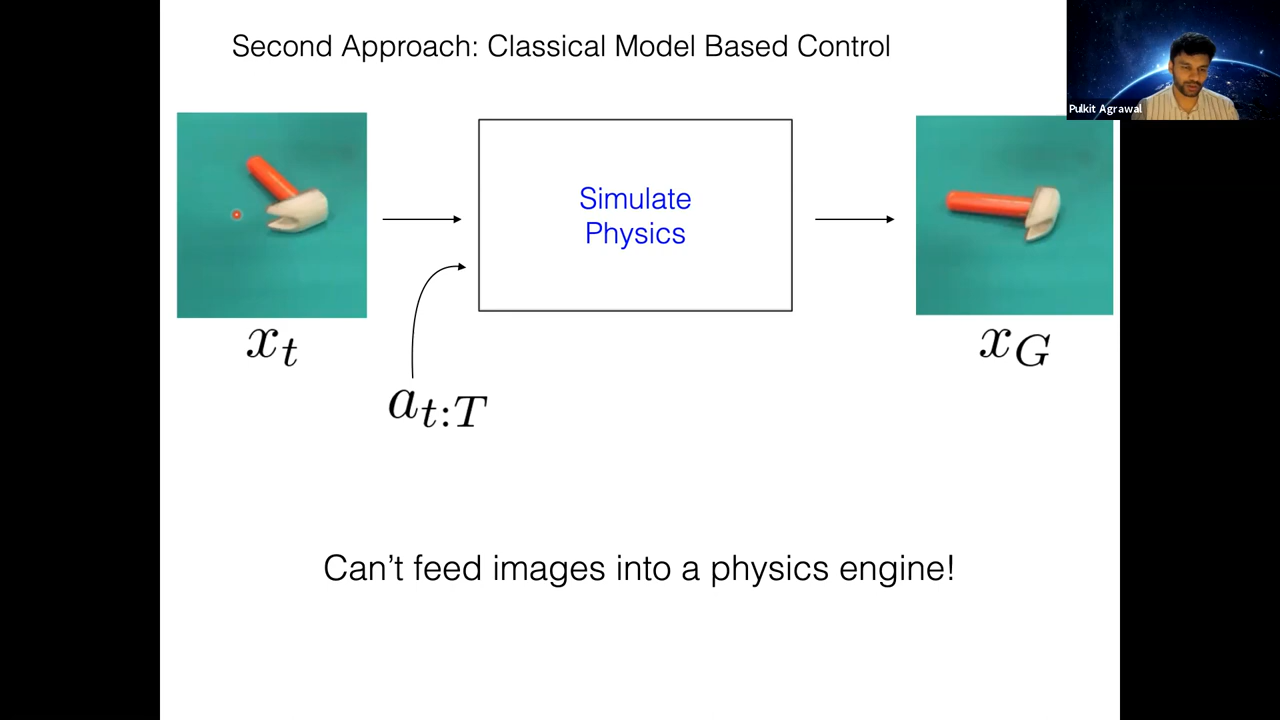 Second Approach: Classical Model Based Control
Pulkit Agrawal
Simulate
Physics
x_t
x_G
a_{t:T}
Can't feed images into a physics engine!